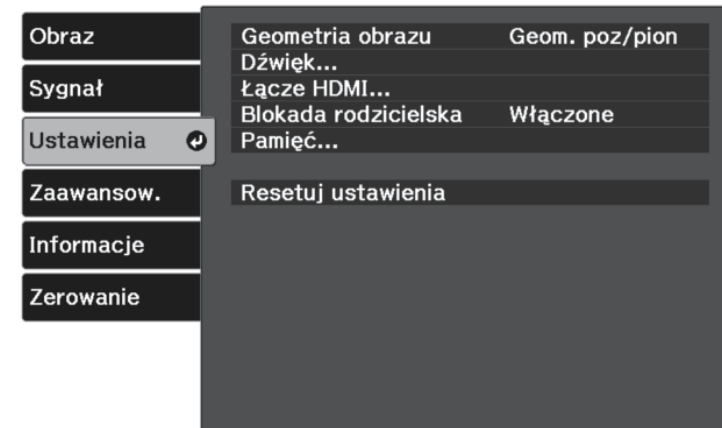 Obraz
Sygnał
Ustawienia
Zaawansow.
Informacje
Zerowanie
Geometria obrazu Geom. poz/pion
Dźwięk...
Łącze HDMI...
Blokada rodzicielska Włączone
Pamięć...
Resetuj ustawienia